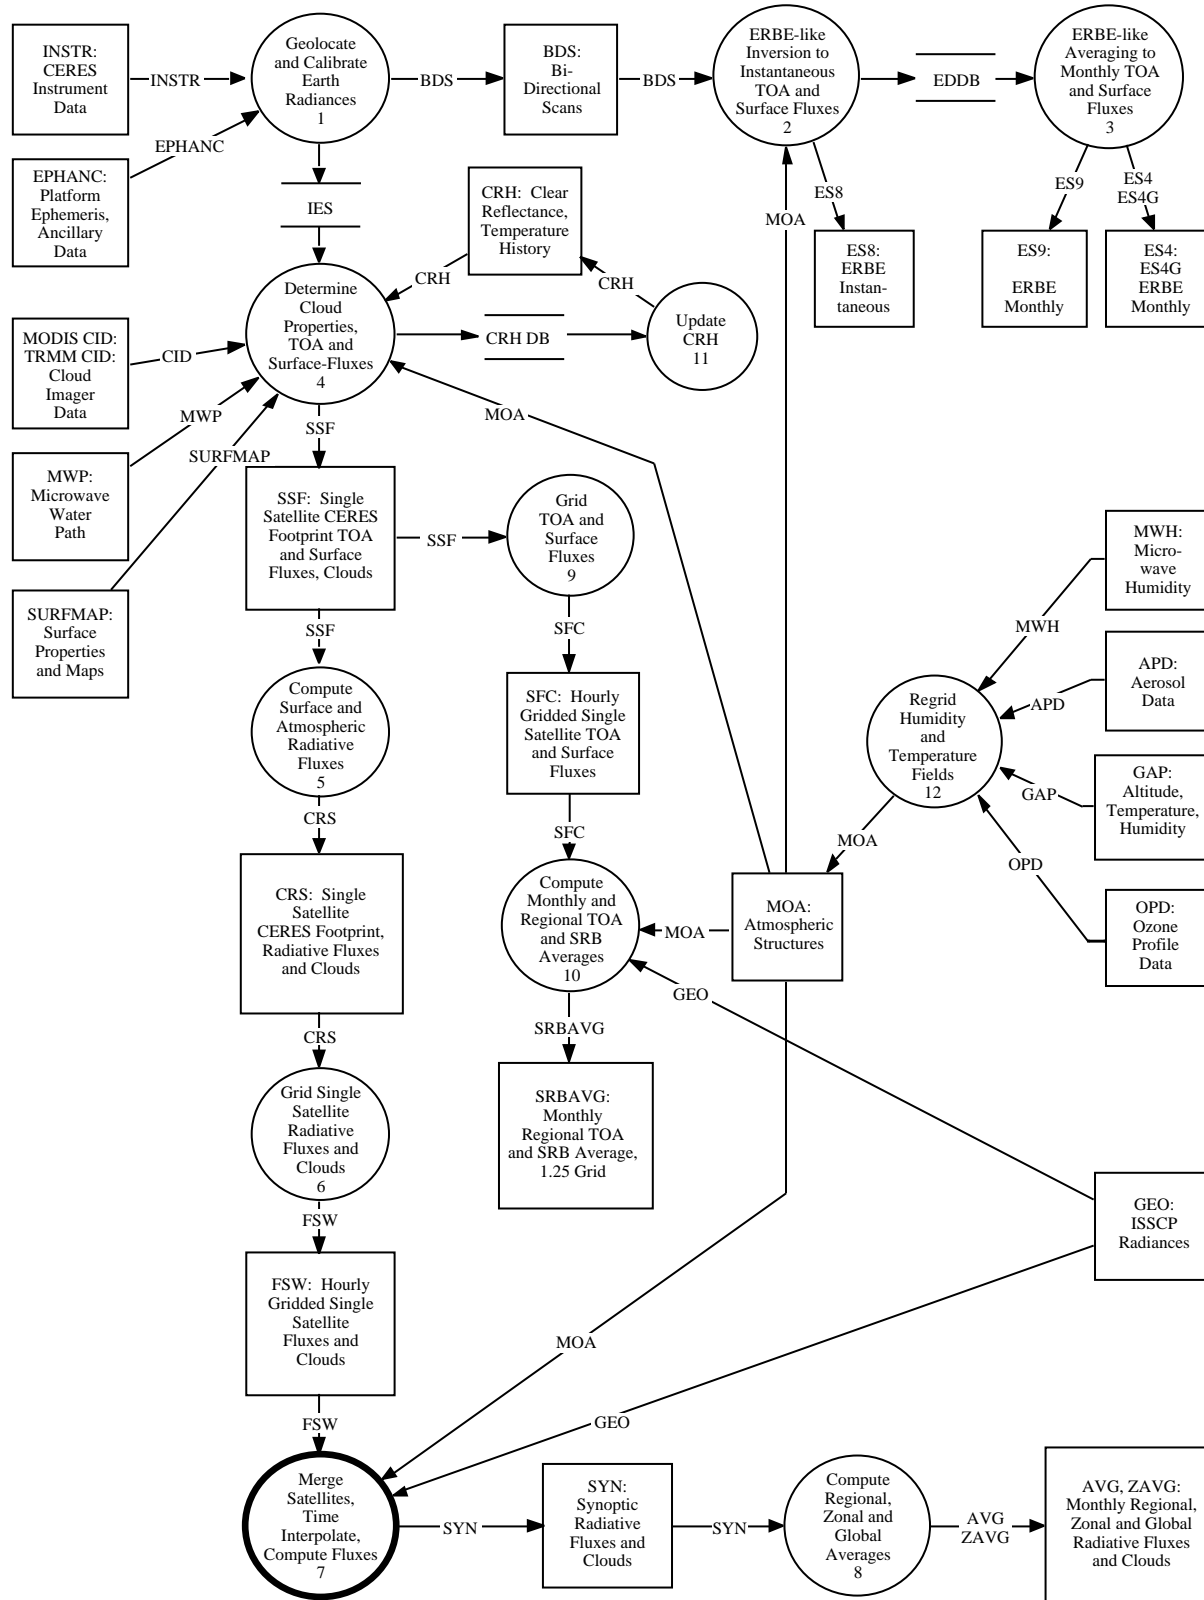 INSTR:
CERES
Instrument
Data
INSTR
Geolocate
and Calibrate
Earth
Radiances
1
BDS
BDS:
Bi-
Directional
Scans
BDS
ERBE-like
Inversion to
Instantaneous
TOA and
Surface Fluxes
2
EDDB
ERBE-like
Averaging to
Monthly TOA
and Surface
Fluxes
3
EPHANC
EPHANC:
Platform
Ephemeris,
Ancillary
Data
IES
CRH: Clear
Reflectance,
Temperature
History
MOA
ES8
ES9
ES4
ES4G
ES8:
ERBE
Instan-
taneous
ES9:
ERBE
Monthly
ES4:
ES4G
ERBE
Monthly
CRH
CRH
Determine
Cloud
Properties,
TOA and
Surface-Fluxes
4
CRH DB
Update
CRH
11
MODIS CID:
TRMM CID:
Cloud
Imager
Data
CID
MWP
SURFMAP
MOA
SSF
MWP:
Microwave
Water
Path
SSF: Single
Satellite CERES
Footprint TOA
and Surface
Fluxes, Clouds
SSF
Grid
TOA and
Surface
Fluxes
9
MWH:
Micro-
wave
Humidity
SURFMAP:
Surface
Properties
and Maps
SSF
SFC
MWH
APD:
Aerosol
Data
APD
Compute
Surface and
Atmospheric
Radiative
Fluxes
5
SFC: Hourly
Gridded Single
Satellite TOA
and Surface
Fluxes
Regrid
Humidity
and
Temperature
Fields
12
GAP
GAP:
Altitude,
Temperature,
Humidity
CRS
SFC
MOA
OPD
CRS: Single
Satellite
CERES Footprint,
Radiative Fluxes
and Clouds
Compute
Monthly and
Regional TOA
and SRB
Averages
10
MOA
MOA:
Atmospheric
Structures
OPD:
Ozone
Profile
Data
GEO
CRS
SRBAVG
Grid Single
Satellite
Radiative
Fluxes and
Clouds
6
SRBAVG:
Monthly
Regional TOA
and SRB Average,
1.25 Grid
GEO:
ISSCP
Radiances
FSW
FSW: Hourly
Gridded Single
Satellite
Fluxes and
Clouds
MOA
GEO
FSW
Merge
Satellites,
Time
Interpolate,
Compute Fluxes
7
SYN
SYN:
Synoptic
Radiative
Fluxes and
Clouds
SYN
Compute
Regional,
Zonal and
Global
Averages
8
AVG
ZAVG
AVG, ZAVG:
Monthly Regional,
Zonal and Global
Radiative Fluxes
and Clouds